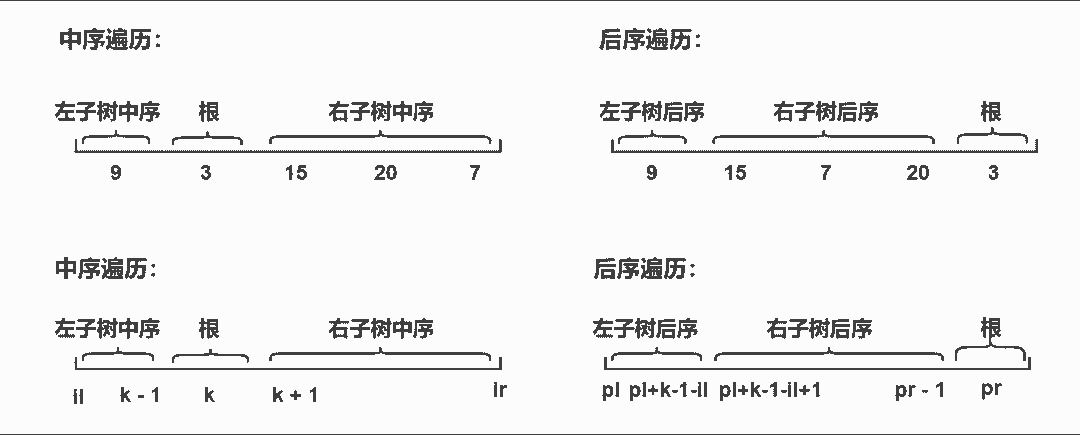 中序遍历：
后序遍历：
左子树中序 根 右子树中序
左子树后序 右子树后序 根
9 3 15 20 7
9 15 7 20 3
中序遍历：
后序遍历：
左子树中序 根 右子树中序
左子树后序 右子树后序 根
il k - 1 k k + 1 ir
pl pl+k-1-il pl+k-1-il+1 pr - 1 pr